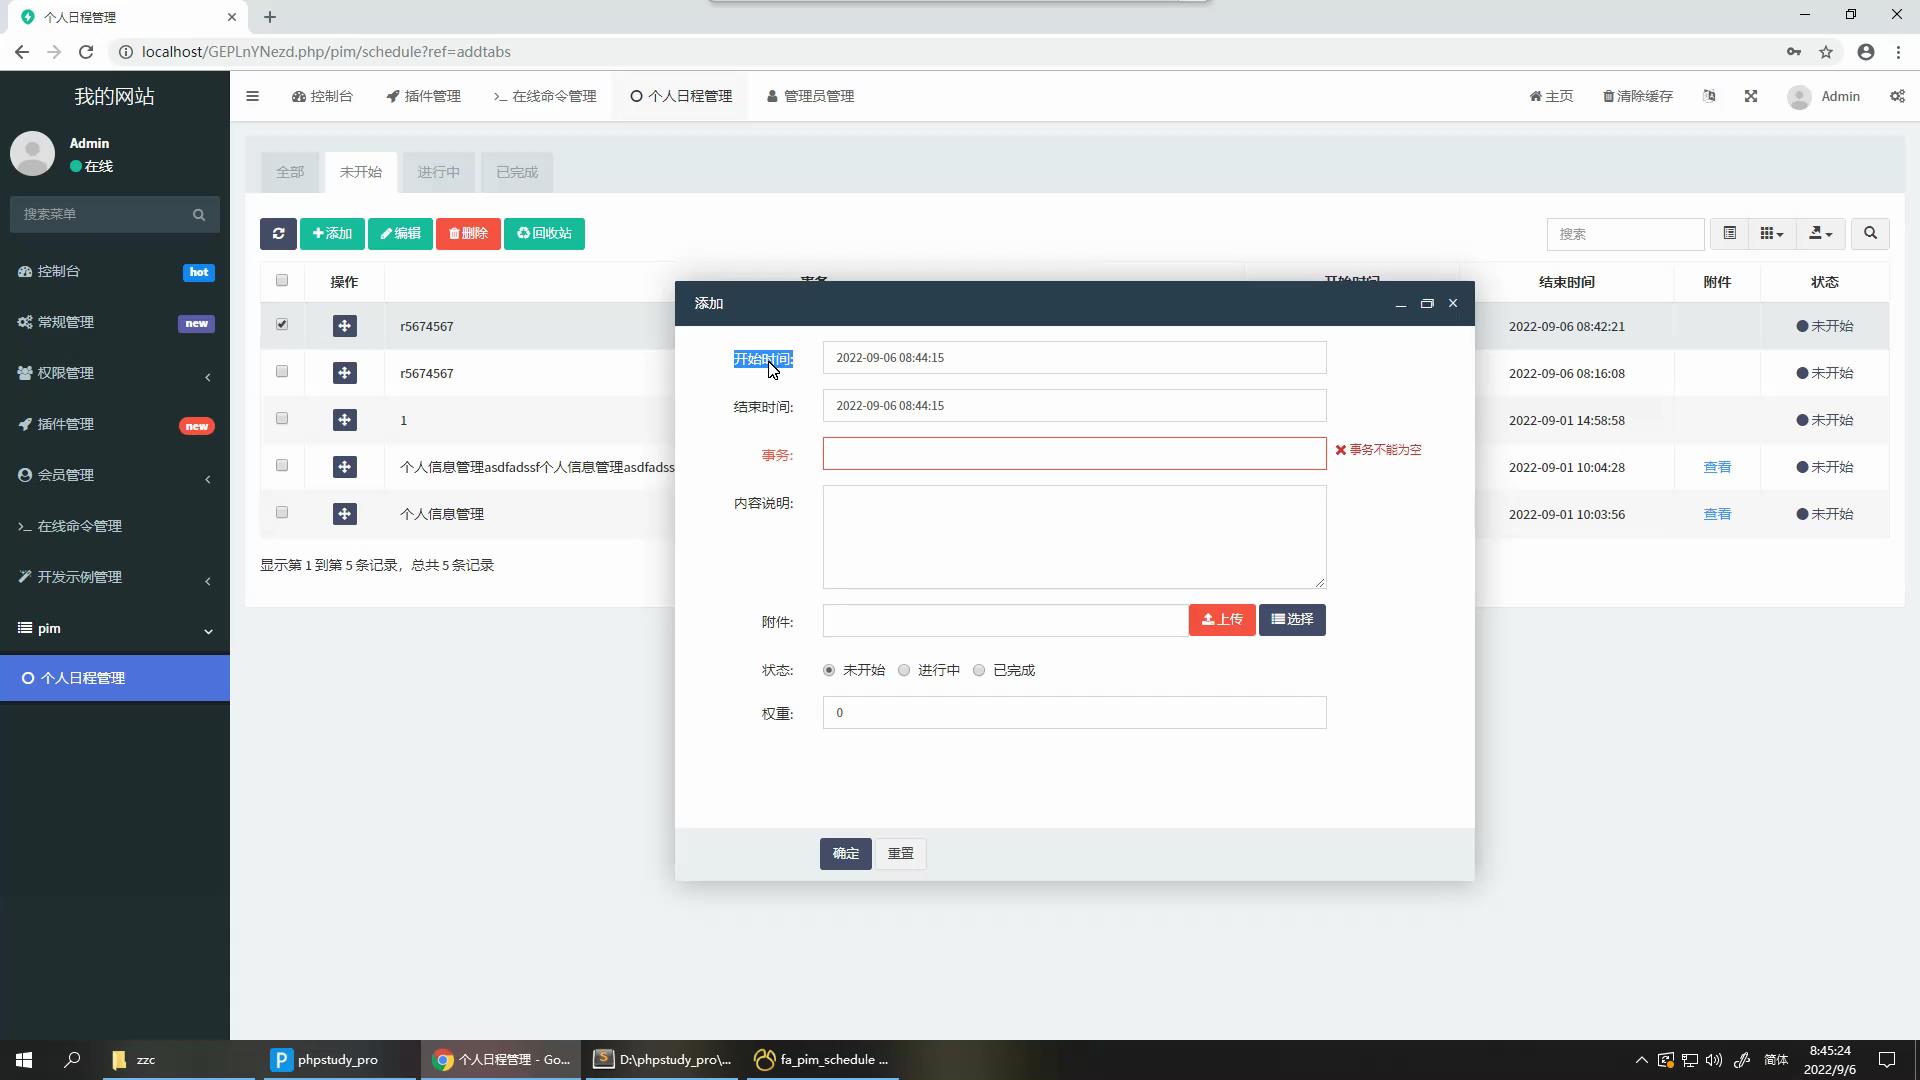 个人日程管理
localhost/GEPLnYNezd.php/pim/schedule?ref=addtabs
我的网站
控制台
插件管理
在线命令管理
个人日程管理
管理员管理
主页
清除缓存
Admin
Admin
在线
搜索菜单
控制台 hot
常规管理 new
权限管理
插件管理 new
会员管理
在线命令管理
开发示例管理
pim
个人日程管理
全部 未开始 进行中 已完成
添加 编辑 删除 回收站
搜索
操作 结束时间 附件 状态
r5674567 2022-09-06 08:42:21 未开始
r5674567 2022-09-06 08:16:08 未开始
1 2022-09-01 14:58:58 未开始
个人信息管理asdfadssf个人信息管理asdfadss 2022-09-01 10:04:28 查看 未开始
个人信息管理 2022-09-01 10:03:56 查看 未开始
显示第 1 到第 5 条记录，总共 5 条记录
添加
开始时间: 2022-09-06 08:44:15
结束时间: 2022-09-06 08:44:15
事务: 事务不能为空
内容说明:
附件: 上传 选择
状态: 未开始 进行中 已完成
权重: 0
确定 重置
zzc
phpstudy_pro
个人日程管理 - Go...
D:\phpstudy_pro\...
fa_pim_schedule ...
简体
8:45:24
2022/9/6